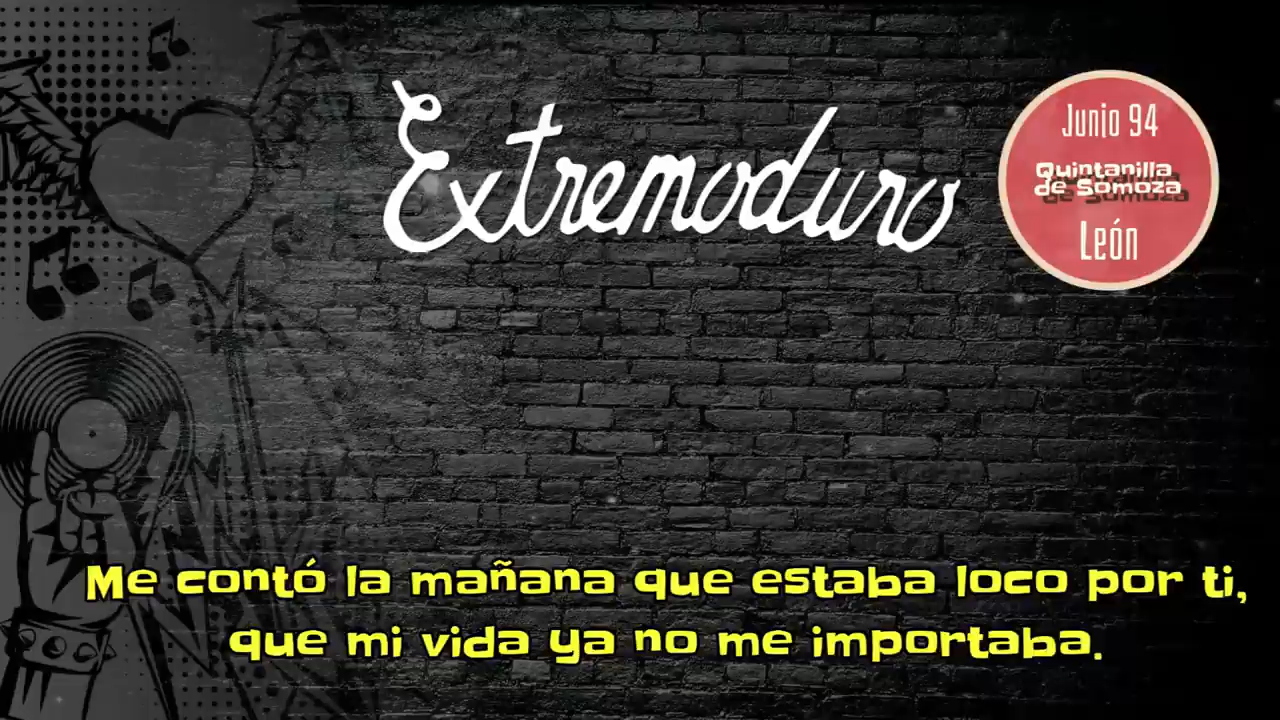 Extremoduro
Junio 94
Quintanilla
de Somoza
León
Me contó la mañana que estaba loco por ti,
que mi vida ya no me importaba.